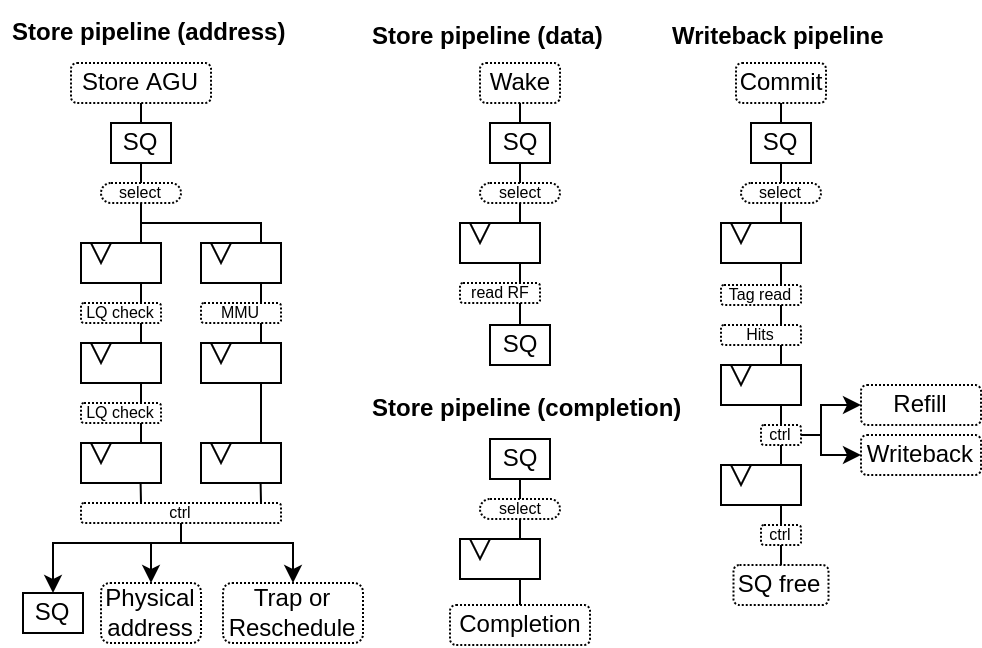 Store pipeline (address)
Store AGU
SQ
select
LQ check
MMU
LQ check
ctrl
SQ
Physical
address
Trap or
Reschedule
Store pipeline (data)
Wake
SQ
select
read RF
SQ
Store pipeline (completion)
SQ
select
Completion
Writeback pipeline
Commit
SQ
select
Tag read
Hits
ctrl
Refill
Writeback
ctrl
SQ free